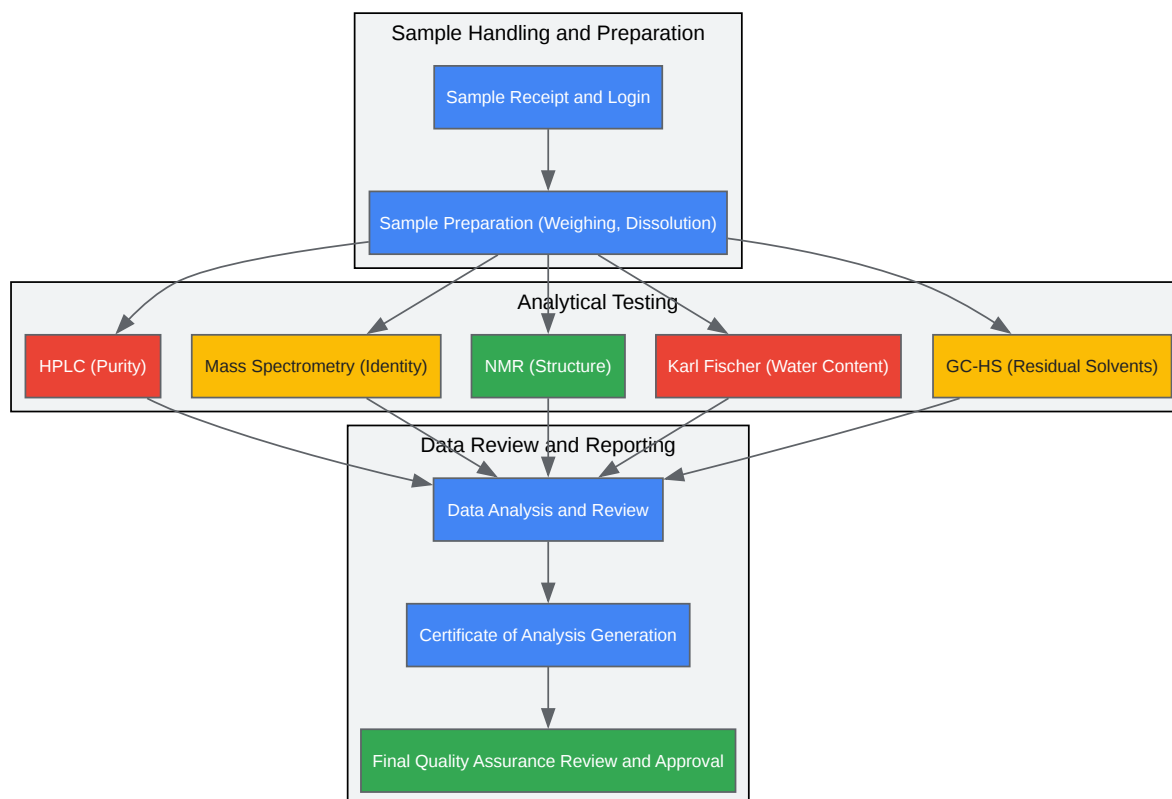 Sample Handling and Preparation
Sample Receipt and Login
Sample Preparation (Weighing, Dissolution)
Analytical Testing
HPLC (Purity)
Mass Spectrometry (Identity)
NMR (Structure)
Karl Fischer (Water Content)
GC-HS (Residual Solvents)
Data Review and Reporting
Data Analysis and Review
Certificate of Analysis Generation
Final Quality Assurance Review and Approval